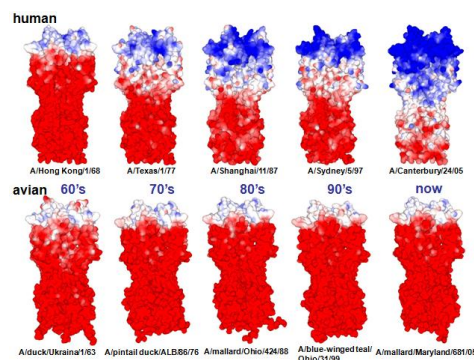 human
A/Hong Kong/1/68 A/Texas/1/77 A/Shanghai/11/87 A/Sydney/5/97 A/Canterbury/24/05
avian 60's 70's 80's 90's now
A/duck/Ukraina/1/63 A/pintail duck/ALB/86/76 A/mallard/Ohio/424/88 A/blue-winged teal/ A/mallard/Maryland/
Ohio/31/99